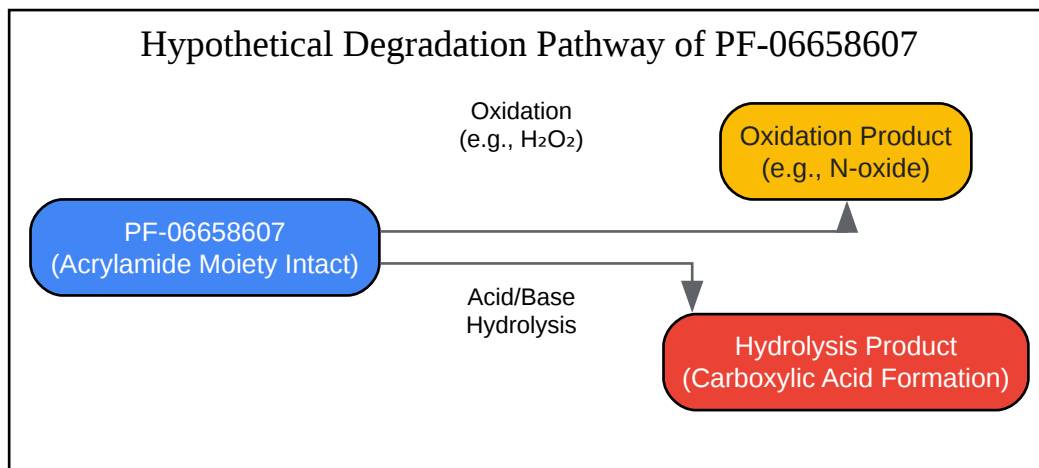 Hypothetical Degradation Pathway of PF-06658607
Oxidation
(e.g., H₂O₂)
Oxidation Product
(e.g., N-oxide)
PF-06658607
(Acrylamide Moiety Intact)
Acid/Base
Hydrolysis
Hydrolysis Product
(Carboxylic Acid Formation)